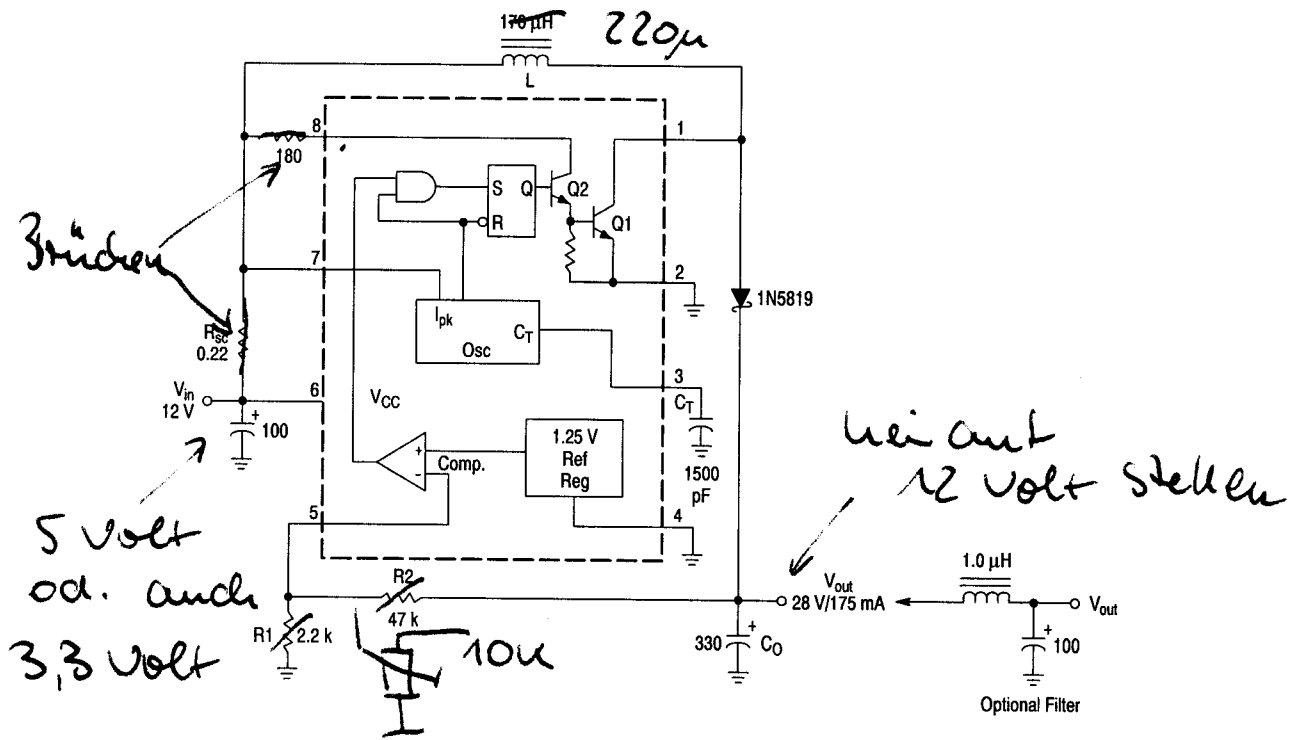 170 µH
220µ
L
8
1
180
S
Q
Q2
R
Q1
Brücken
7
2
1N5819
Ipk
CT
Osc
Rsc
0.22
3
CT
Vin
12 V
6
VCC
+
100
1.25 V
Ref
Reg
+
-
Comp.
1500
pF
12 Volt stellen
5
4
5 Volt
od. auch
3,3 Volt
R2
47 k
R1
2.2 k
10K
Vout
28 V/175 mA
1.0 µH
Vout
330
+
CO
+
100
Optional Filter